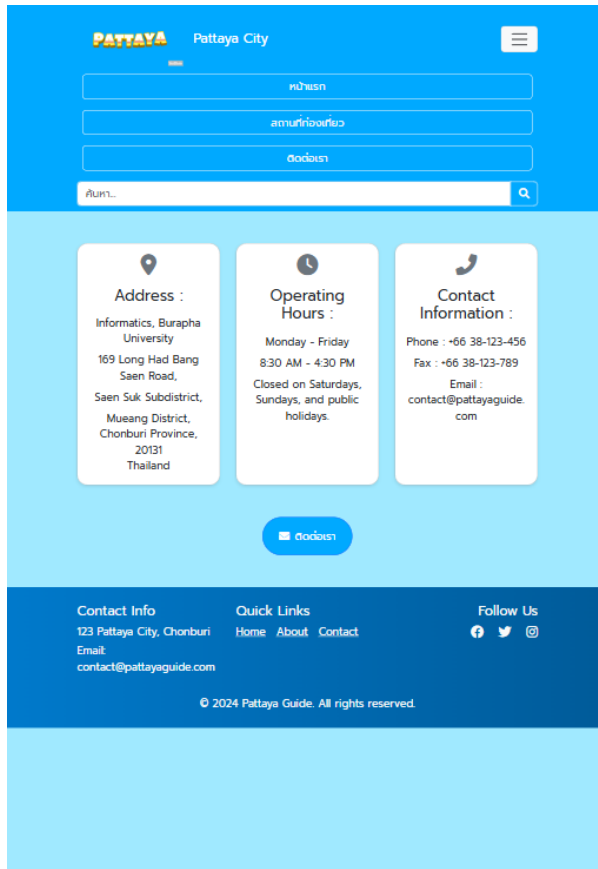 PATTAYA Pattaya City
หน้าแรก
สถานที่ท่องเที่ยว
ติดต่อเรา
ค้นหา...
Address :
Informatics, Burapha
University
169 Long Had Bang
Saen Road,
Saen Suk Subdistrict,
Mueang District,
Chonburi Province,
20131
Thailand
Operating
Hours :
Monday - Friday
8:30 AM - 4:30 PM
Closed on Saturdays,
Sundays, and public
holidays.
Contact
Information :
Phone : +66 38-123-456
Fax : +66 38-123-789
Email :
contact@pattayaguide.
com
ติดต่อเรา
Contact Info
123 Pattaya City, Chonburi
Email:
contact@pattayaguide.com
Quick Links
Home About Contact
Follow Us
© 2024 Pattaya Guide. All rights reserved.